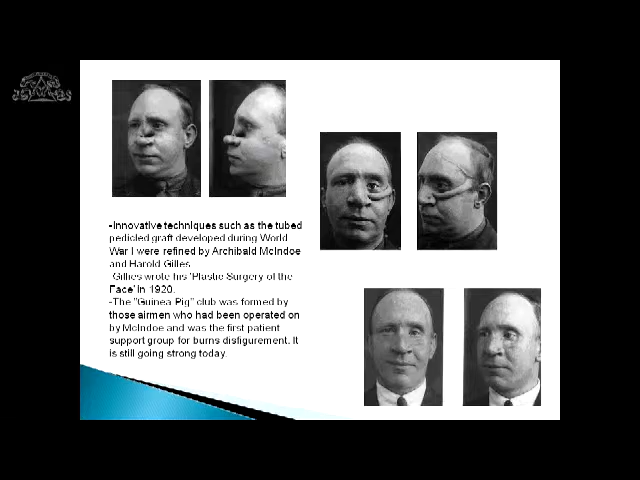 -Innovative techniques such as the tubed
pedicled graft developed during World
War I were refined by Archibald McIndoe
and Harold Gilles.
-Gillies wrote his 'Plastic Surgery of the
Face' in 1920.
-The "Guinea Pig" club was formed by
those airmen who had been operated on
by McIndoe and was the first patient
support group for burns disfigurement. It
is still going strong today.